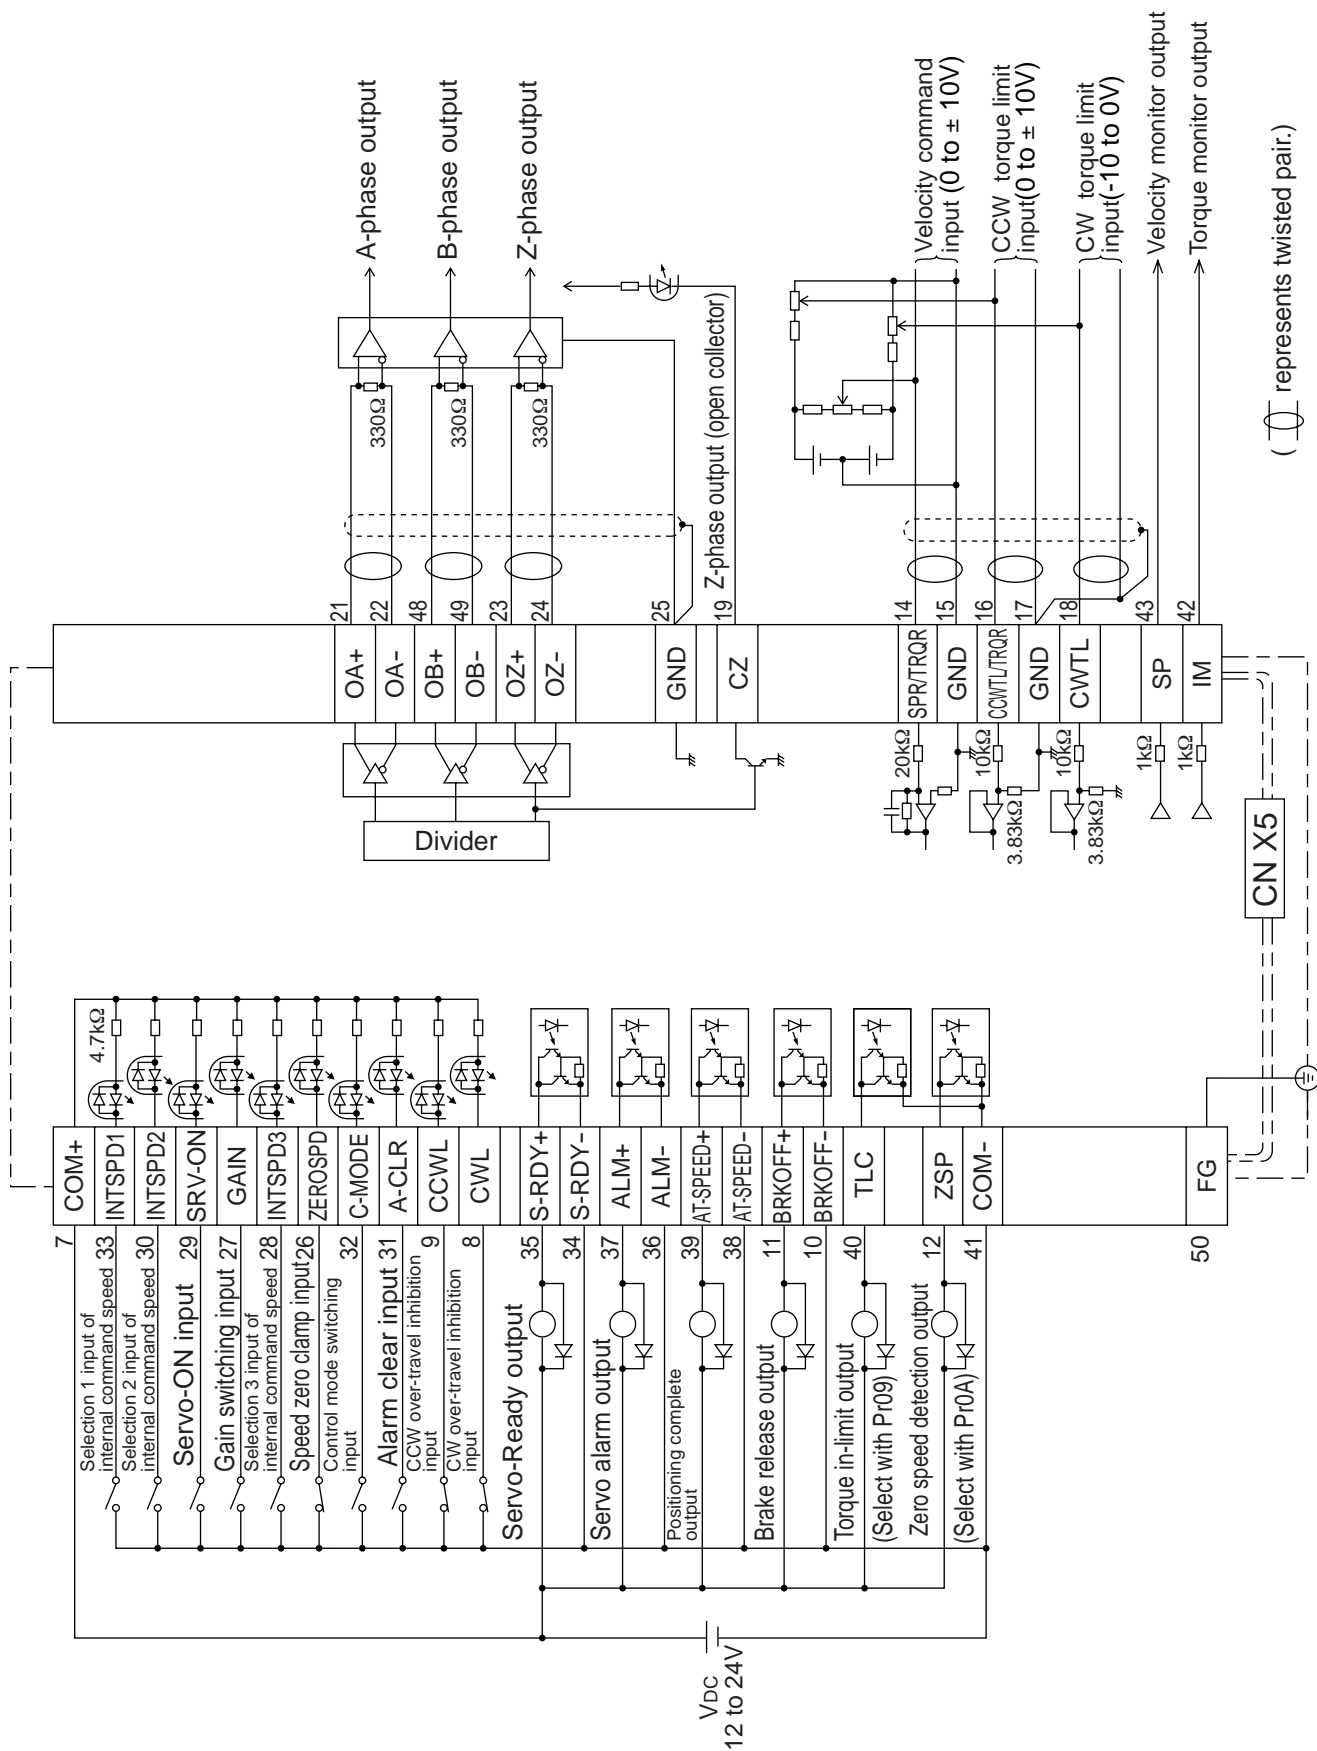 A-phase output
B-phase output
Z-phase output
330Ω
330Ω
330Ω
Z-phase output (open collector)
Velocity command
input (0 to ± 10V)
CCW torque limit
input(0 to ± 10V)
CW torque limit
input(-10 to 0V)
Velocity monitor output
Torque monitor output
( represents twisted pair.)
21
22
48
49
23
24
25
19
14
15
16
17
18
43
42
OA+
OA−
OB+
OB−
OZ+
OZ−
GND
CZ
SPR/TRQR
GND
CCWTL/TRQR
GND
CWTL
SP
IM
20kΩ
10kΩ
10kΩ
1kΩ
1kΩ
3.83kΩ
3.83kΩ
Divider
CN X5
4.7kΩ
COM+
INTSPD1
INTSPD2
SRV-ON
GAIN
INTSPD3
ZEROSPD
C-MODE
A-CLR
CCWL
CWL
S-RDY+
S-RDY−
ALM+
ALM−
AT-SPEED+
AT-SPEED−
BRKOFF+
BRKOFF−
TLC
ZSP
COM−
FG
7
Selection 1 input of
internal command speed 33
Selection 2 input of
internal command speed 30
Servo-ON input 29
Gain switching input 27
Selection 3 input of
internal command speed 28
Speed zero clamp input26
Control mode switching
input
32
Alarm clear input 31
CCW over-travel inhibition
input
9
CW over-travel inhibition
input
8
Servo-Ready output
35
34
Servo alarm output
37
36
Positioning complete
output
39
38
Brake release output
11
10
Torque in-limit output
(Select with Pr09)
40
Zero speed detection output
(Select with Pr0A)
12
41
50
VDC
12 to 24V